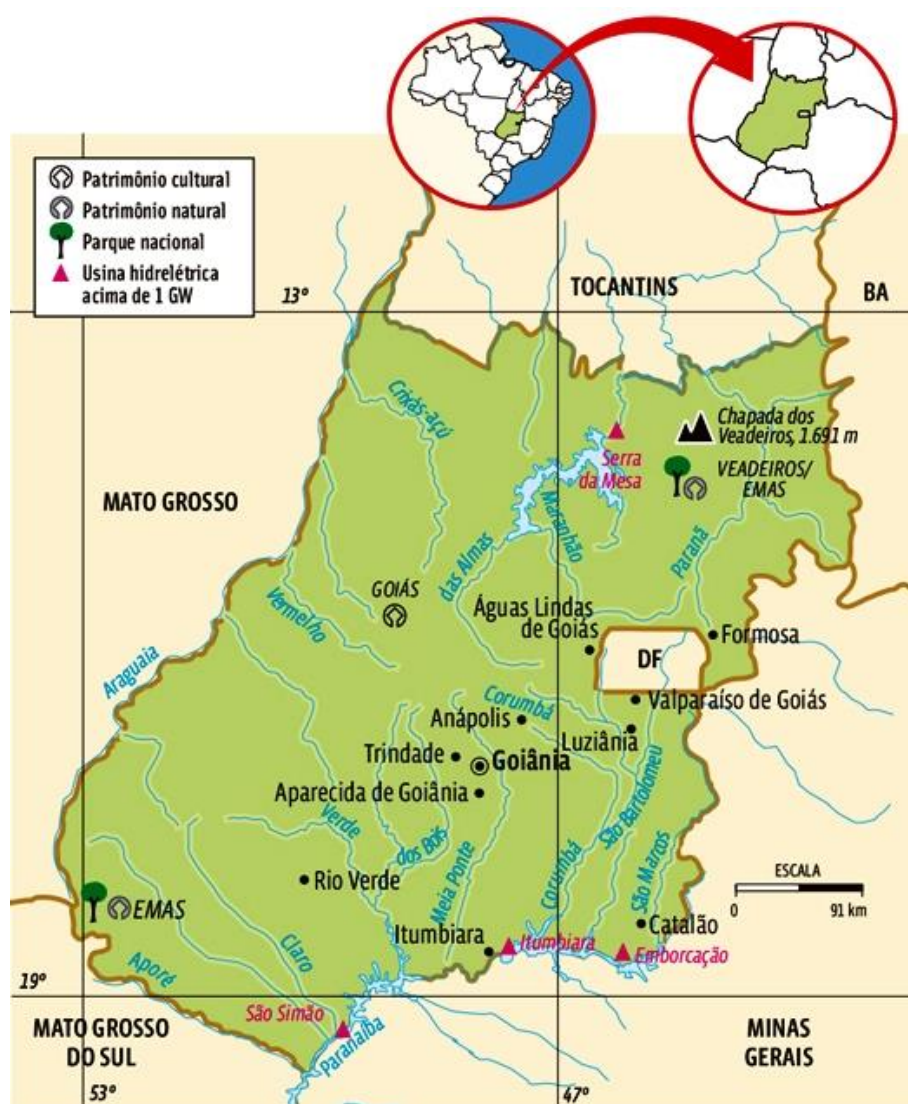 Patrimônio cultural
Patrimônio natural
Parque nacional
Usina hidrelétrica
acima de 1 GW
13º
TOCANTINS
BA
Crixás-açú
Chapada dos
Veadeiros, 1.691 m
Serra
da Mesa
VEADEIROS/
EMAS
MATO GROSSO
Maranhão
das Almas
Paranã
GOIÁS
Vermelho
Águas Lindas
de Goiás
Formosa
DF
Araguaia
Valparaíso de Goiás
Corumbá
Anápolis
Luziânia
Trindade
Goiânia
Aparecida de Goiânia
São Bartolomeu
Verde
dos Bois
Meia Ponte
Corumbá
São Marcos
ESCALA
0
91 km
Rio Verde
EMAS
Catalão
Itumbiara
Itumbiara
Emborcação
Claro
Aporé
19º
São Simão
Paranaíba
MATO GROSSO
DO SUL
MINAS
GERAIS
53º
47º